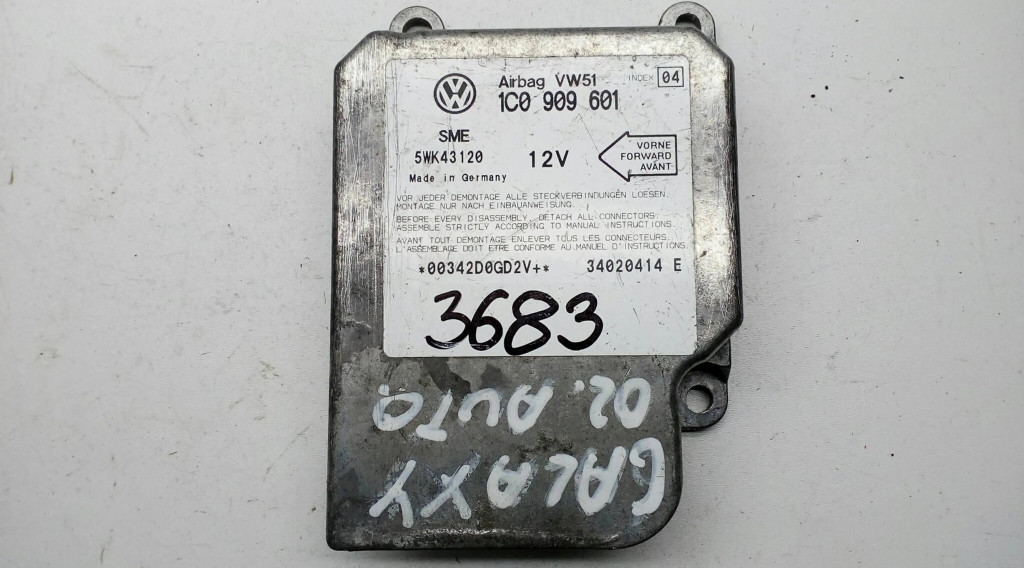 Airbag VW51 INDEX 04
1C0 909 601
SME
5WK43120 12V
Made in Germany
VORNE
FORWARD
AVANT
VOR JEDER DEMONTAGE ALLE STECKVERBINDUNGEN LOESEN.
MONTAGE NUR NACH EINBAUANWEISUNG.
BEFORE EVERY DISASSEMBLY, DETACH ALL CONNECTORS.
ASSEMBLE STRICTLY ACCORDING TO MANUAL INSTRUCTIONS.
AVANT TOUT DEMONTAGE ENLEVER TOUS LES CONNECTEURS.
L'ASSEMBLAGE DOIT ETRE CONFORME AU MANUEL D'INSTRUCTIONS.
*00342D0GD2V+* 34020414 E
3683
GALAXY
02. AUTO